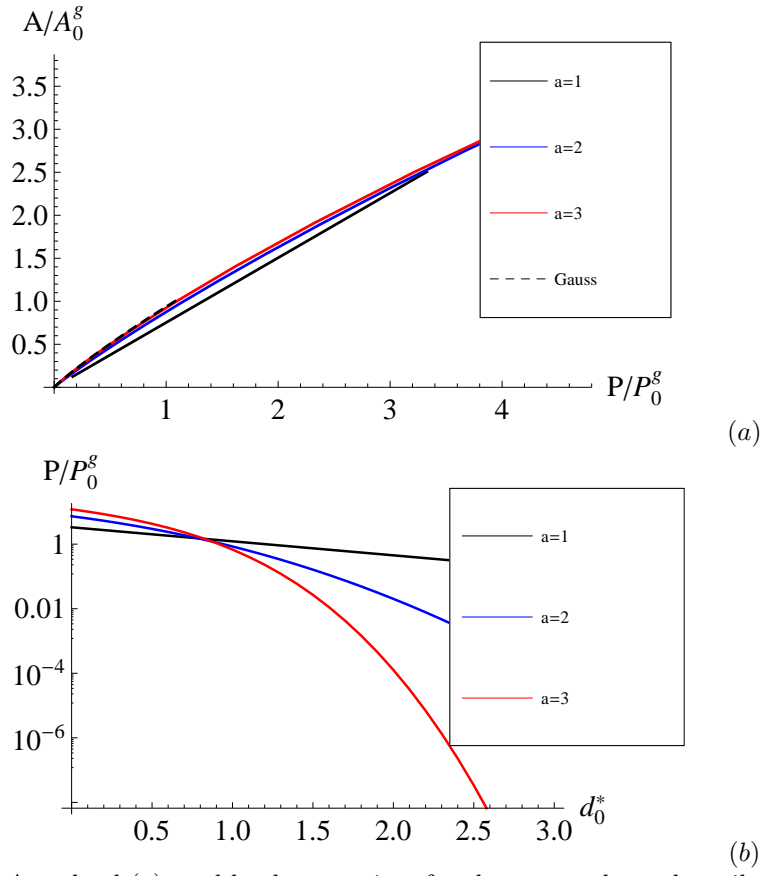 A/A_0^g
3.5
3.0
2.5
2.0
1.5
1.0
0.5
1 2 3 4
P/P_0^g
a=1
a=2
a=3
Gauss
(a)
P/P_0^g
1
0.01
10^{-4}
10^{-6}
0.5 1.0 1.5 2.0 2.5 3.0
d_0^*
a=1
a=2
a=3
(b)